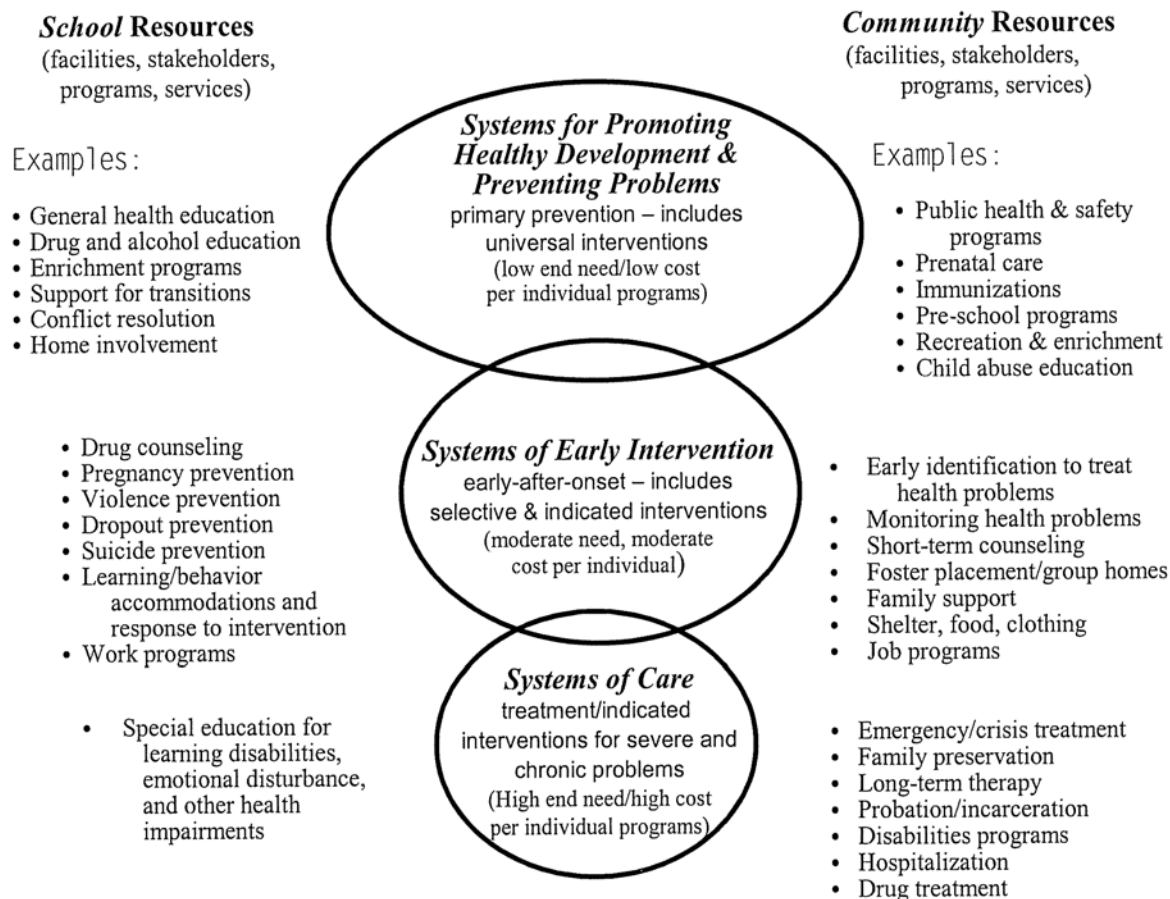 School Resources
(facilities, stakeholders,
programs, services)
Examples:
• General health education
• Drug and alcohol education
• Enrichment programs
• Support for transitions
• Conflict resolution
• Home involvement
• Drug counseling
• Pregnancy prevention
• Violence prevention
• Dropout prevention
• Suicide prevention
• Learning/behavior
accommodations and
response to intervention
• Work programs
• Special education for
learning disabilities,
emotional disturbance,
and other health
impairments
Systems for Promoting
Healthy Development &
Preventing Problems
primary prevention – includes
universal interventions
(low end need/low cost
per individual programs)
Systems of Early Intervention
early-after-onset – includes
selective & indicated interventions
(moderate need, moderate
cost per individual)
Systems of Care
treatment/indicated
interventions for severe and
chronic problems
(High end need/high cost
per individual programs)
Community Resources
(facilities, stakeholders,
programs, services)
Examples:
• Public health & safety
programs
• Prenatal care
• Immunizations
• Pre-school programs
• Recreation & enrichment
• Child abuse education
• Early identification to treat
health problems
• Monitoring health problems
• Short-term counseling
• Foster placement/group homes
• Family support
• Shelter, food, clothing
• Job programs
• Emergency/crisis treatment
• Family preservation
• Long-term therapy
• Probation/incarceration
• Disabilities programs
• Hospitalization
• Drug treatment